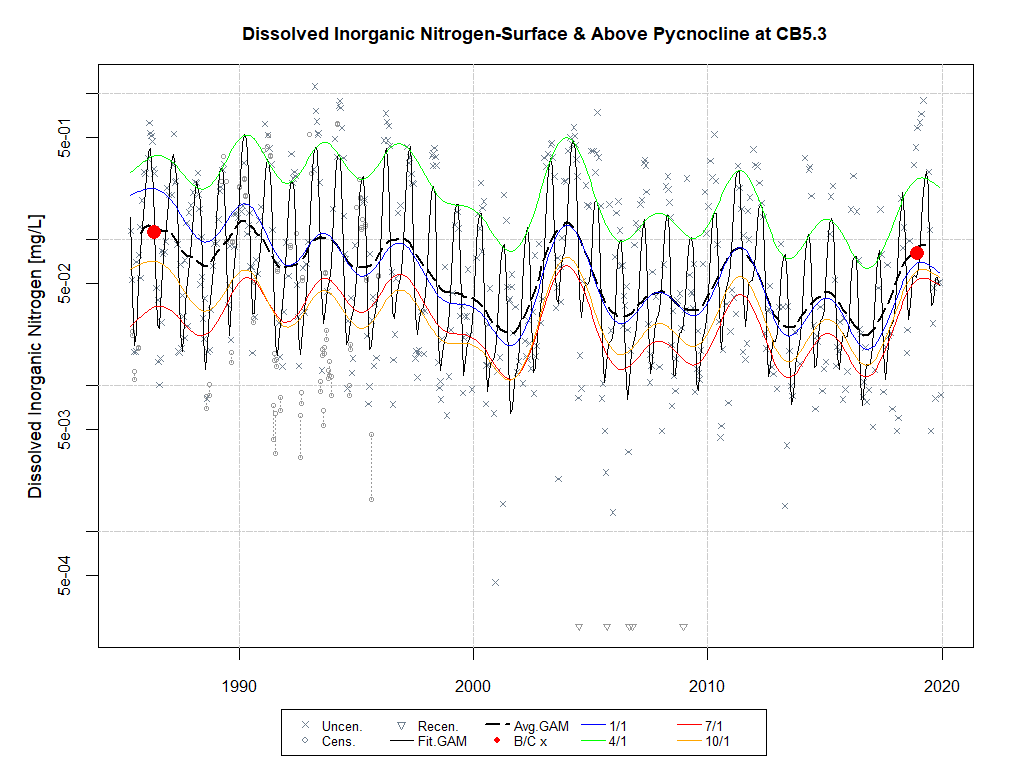 Dissolved Inorganic Nitrogen-Surface & Above Pycnocline at CB5.3
Dissolved Inorganic Nitrogen [mg/L]
5e-01
5e-02
5e-03
5e-04
1990 2000 2010 2020
Uncen. Recen. Avg.GAM 1/1 7/1
Cens. Fit.GAM B/C x 4/1 10/1